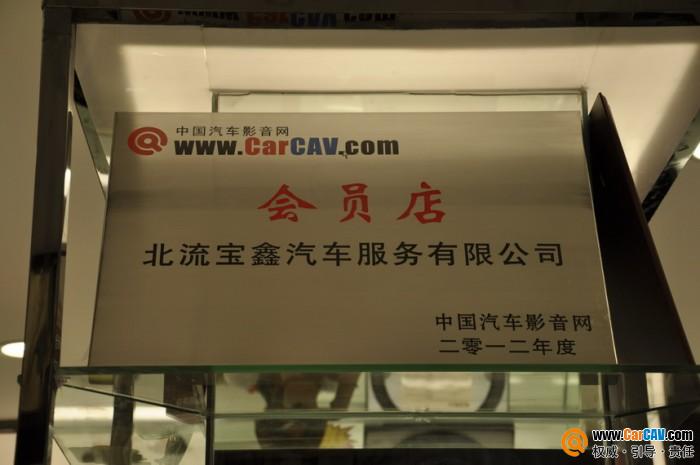 中国汽车影音网
@ www.CarCAV.com
会员店
北流宝鑫汽车服务有限公司
中国汽车影音网
二零一二年度
@ www.CarCAV.com
权威·引导·责任